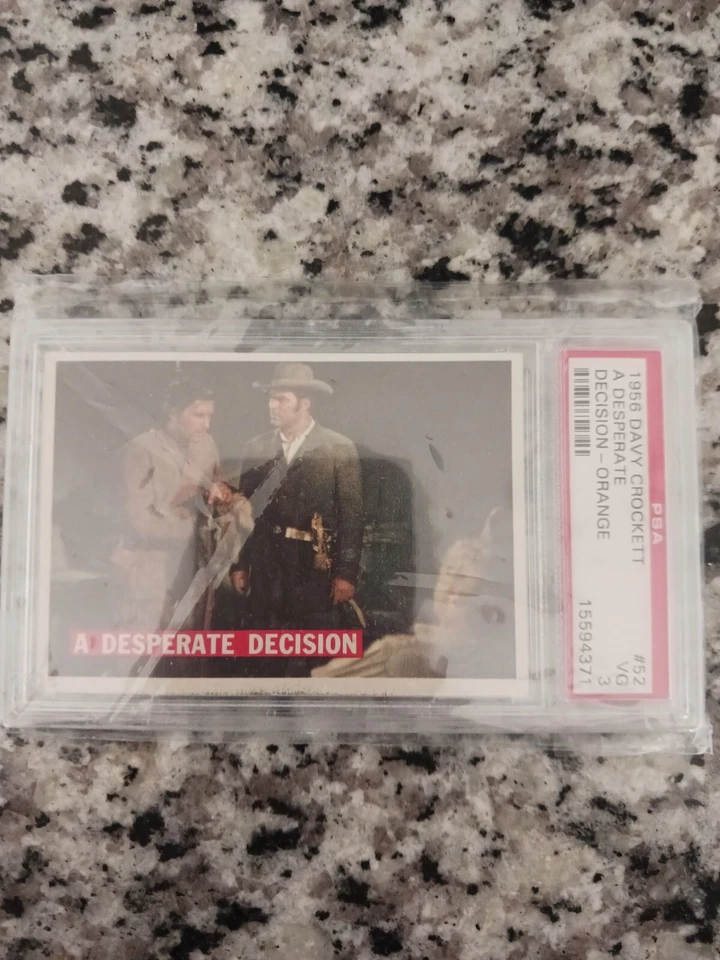 A DESPERATE DECISION
PSA
1956 DAVY CROCKETT #52
A DESPERATE VG
DECISION - ORANGE 3
15594371